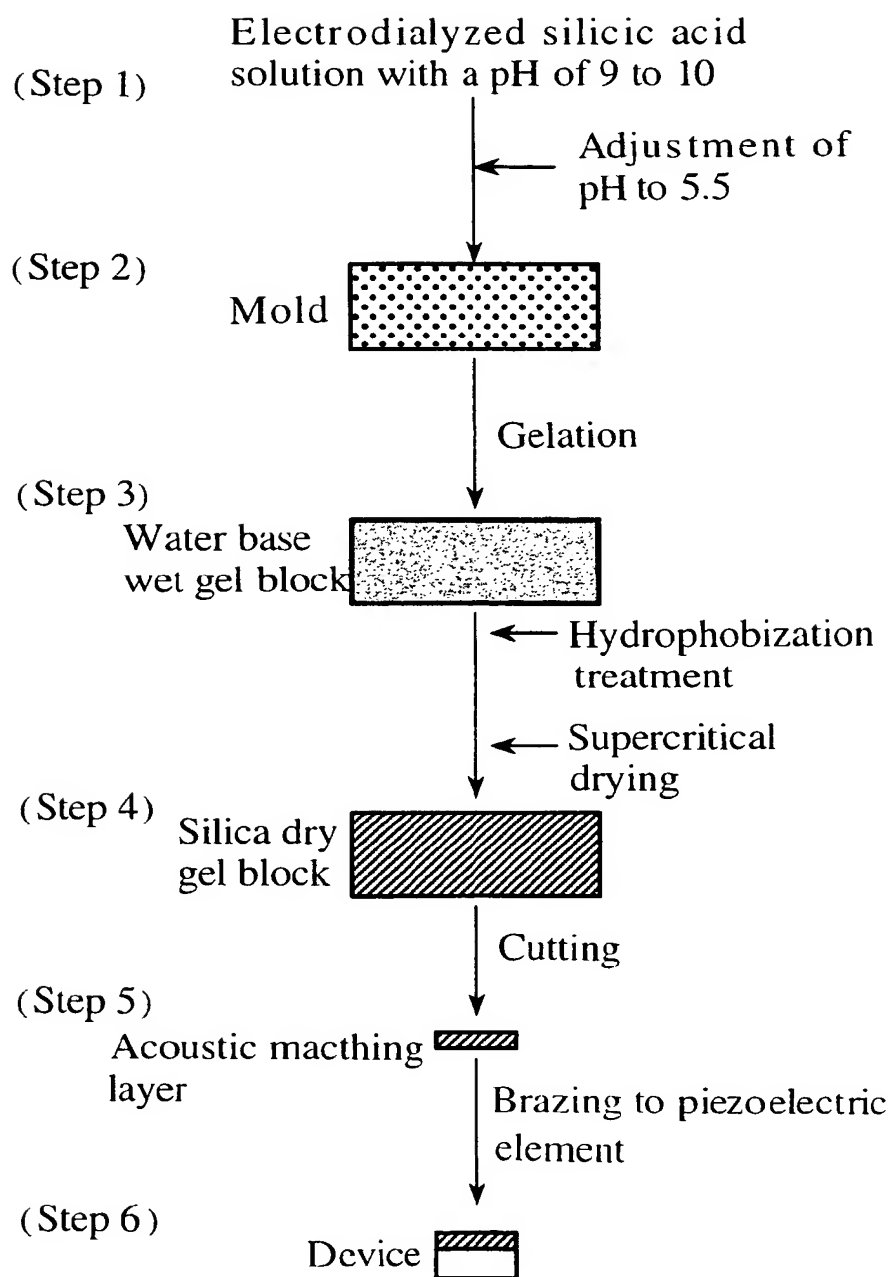 Electrodialyzed silicic acid
solution with a pH of 9 to 10
(Step 1)
Adjustment of
pH to 5.5
(Step 2)
Mold
Gelation
(Step 3)
Water base
wet gel block
Hydrophobization
treatment
Supercritical
drying
(Step 4)
Silica dry
gel block
Cutting
(Step 5)
Acoustic macthing
layer
Brazing to piezoelectric
element
(Step 6)
Device